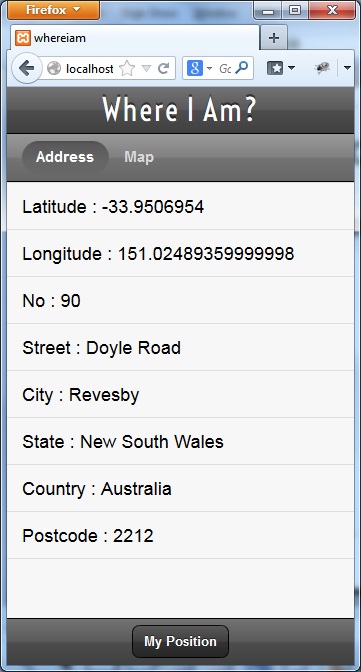 Firefox
whereiam
localhost
Where I Am?
Address Map
Latitude : -33.9506954
Longitude : 151.02489359999998
No : 90
Street : Doyle Road
City : Revesby
State : New South Wales
Country : Australia
Postcode : 2212
My Position